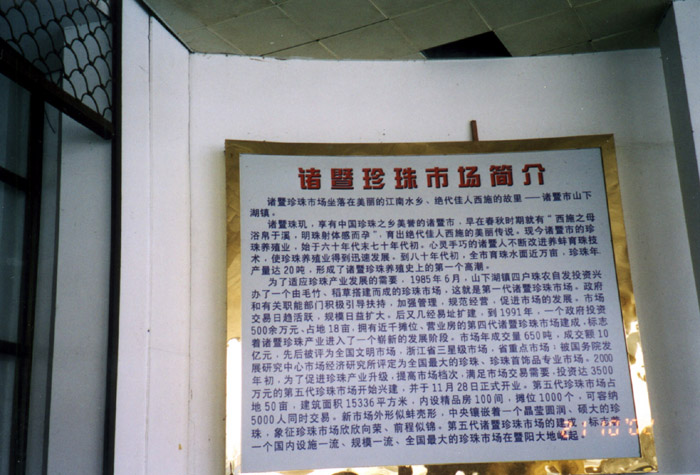 诸暨珍珠市场简介
诸暨珍珠市场坐落在美丽的江南水乡、绝代佳人西施的故里——诸暨市山下
湖镇。
诸暨珠玑,享有中国珍珠之乡美誉的诸暨市,早在春秋时期就有“西施之母
浴帛于溪,明珠射体感而孕”,育出绝代佳人西施的美丽传说。现今诸暨市的珍
珠养殖业,始于六十年代末七十年代初。心灵手巧的诸暨人不断改进养蚌育珠技
术,使珍珠养殖业得到迅速发展。到八十年代初,全市育珠水面近万亩,珍珠年
产量达20吨,形成了诸暨珍珠养殖史上的第一个高潮。
为了适应珍珠产业发展的需要,1985年6月,山下湖镇四户珠农自发投资兴
办了一个由毛竹、稻草搭建而成的珍珠市场,这就是第一代诸暨珍珠市场。政府
和有关职能部门积极引导扶持,加强管理,规范经营,促进市场的发展。市场
交易日趋活跃,规模日益扩大。后又几经易址扩建,到1991年,一个政府投资
500余万元、占地18亩,拥有近千摊位、营业房的第四代诸暨珍珠市场建成,标志
着诸暨珍珠产业进入了一个崭新的发展阶段。市场年成交量650吨,成交额10
亿元,先后被评为全国文明市场,浙江省三星级市场,省重点市场;被国务院发
展研究中心市场经济研究所评定为全国最大的珍珠、珍珠首饰品专业市场。2000
年初,为了促进珍珠产业升级,提高市场档次,满足市场交易需要,投资达3500
万元的第五代珍珠市场开始兴建,并于11月28日正式开业。第五代珍珠市场占
地50亩,建筑面积15336平方米,内设精品房100间,摊位1000个,可容纳
5000人同时交易。新市场外形似蚌壳形,中央镶嵌着一个晶莹圆润、硕大的珍
珠,象征珍珠市场欣欣向荣、前程似锦。第五代诸暨珍珠市场的建成,标志着
一个国内设施一流、规模一流、全国最大的珍珠市场在暨阳大地崛起。